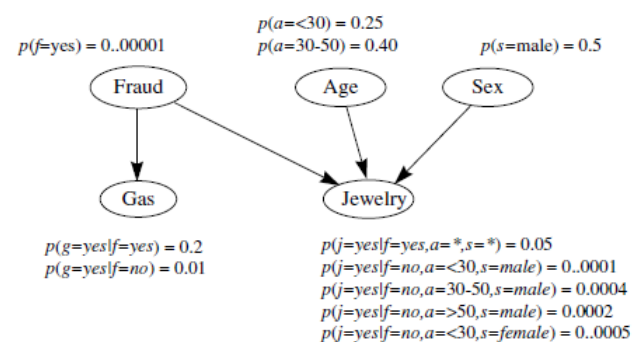 p(f=yes) = 0..00001
p(a=<30) = 0.25
p(a=30-50) = 0.40
p(s=male) = 0.5
Fraud
Age
Sex
Gas
Jewelry
p(g=yes|f=yes) = 0.2
p(g=yes|f=no) = 0.01
p(j=yes|f=yes,a=*,s=*) = 0.05
p(j=yes|f=no,a=<30,s=male) = 0..0001
p(j=yes|f=no,a=30-50,s=male) = 0.0004
p(j=yes|f=no,a=>50,s=male) = 0.0002
p(j=yes|f=no,a=<30,s=female) = 0..0005